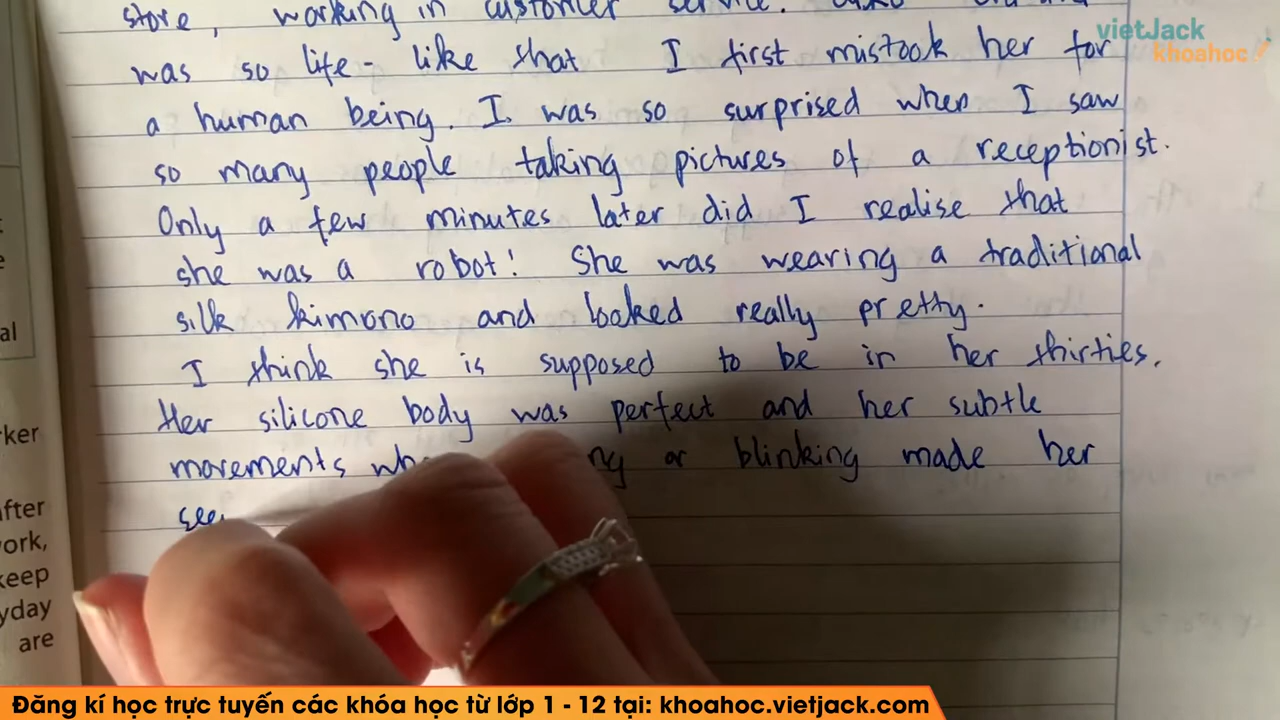 store, working in customer service.
was so life-like that I first mistook her for
a human being. I was so surprised when I saw
so many people taking pictures of a receptionist.
Only a few minutes later did I realise that
she was a robot! She was wearing a traditional
silk kimono and looked really pretty.
I think she is supposed to be in her thirties.
Her silicone body was perfect and her subtle
movements or blinking made her
vietJack
khoahoc
al
ker
fter
ork,
keep
yday
are
Đăng kí học trực tuyến các khóa học từ lớp 1 - 12 tại: khoahoc.vietjack.com